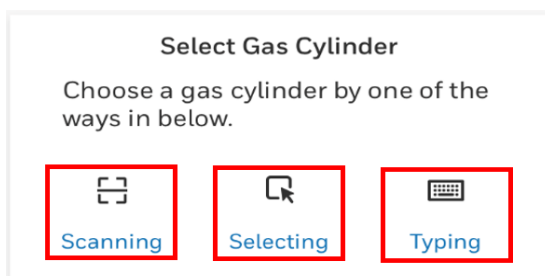 Select Gas Cylinder
Choose a gas cylinder by one of the
ways in below.
Scanning Selecting Typing